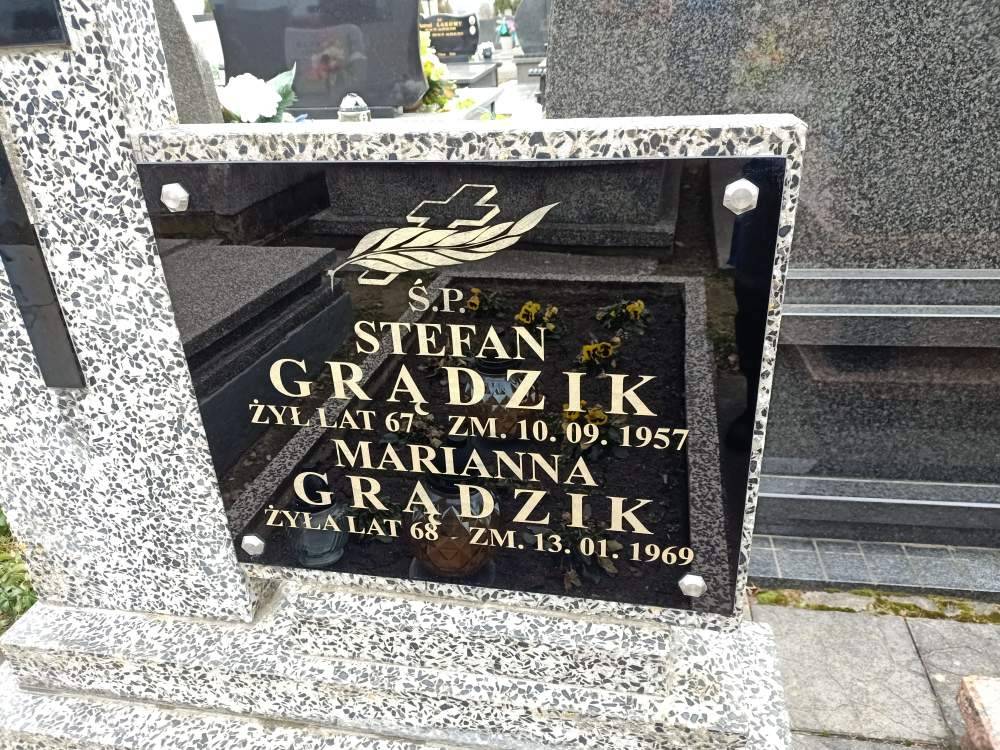 Ś.P.
STEFAN
GRĄDZIK
ŻYŁ LAT 67 ZM. 10. 09. 1957
MARIANNA
GRĄDZIK
ŻYŁA LAT 68 ZM. 13. 01. 1969